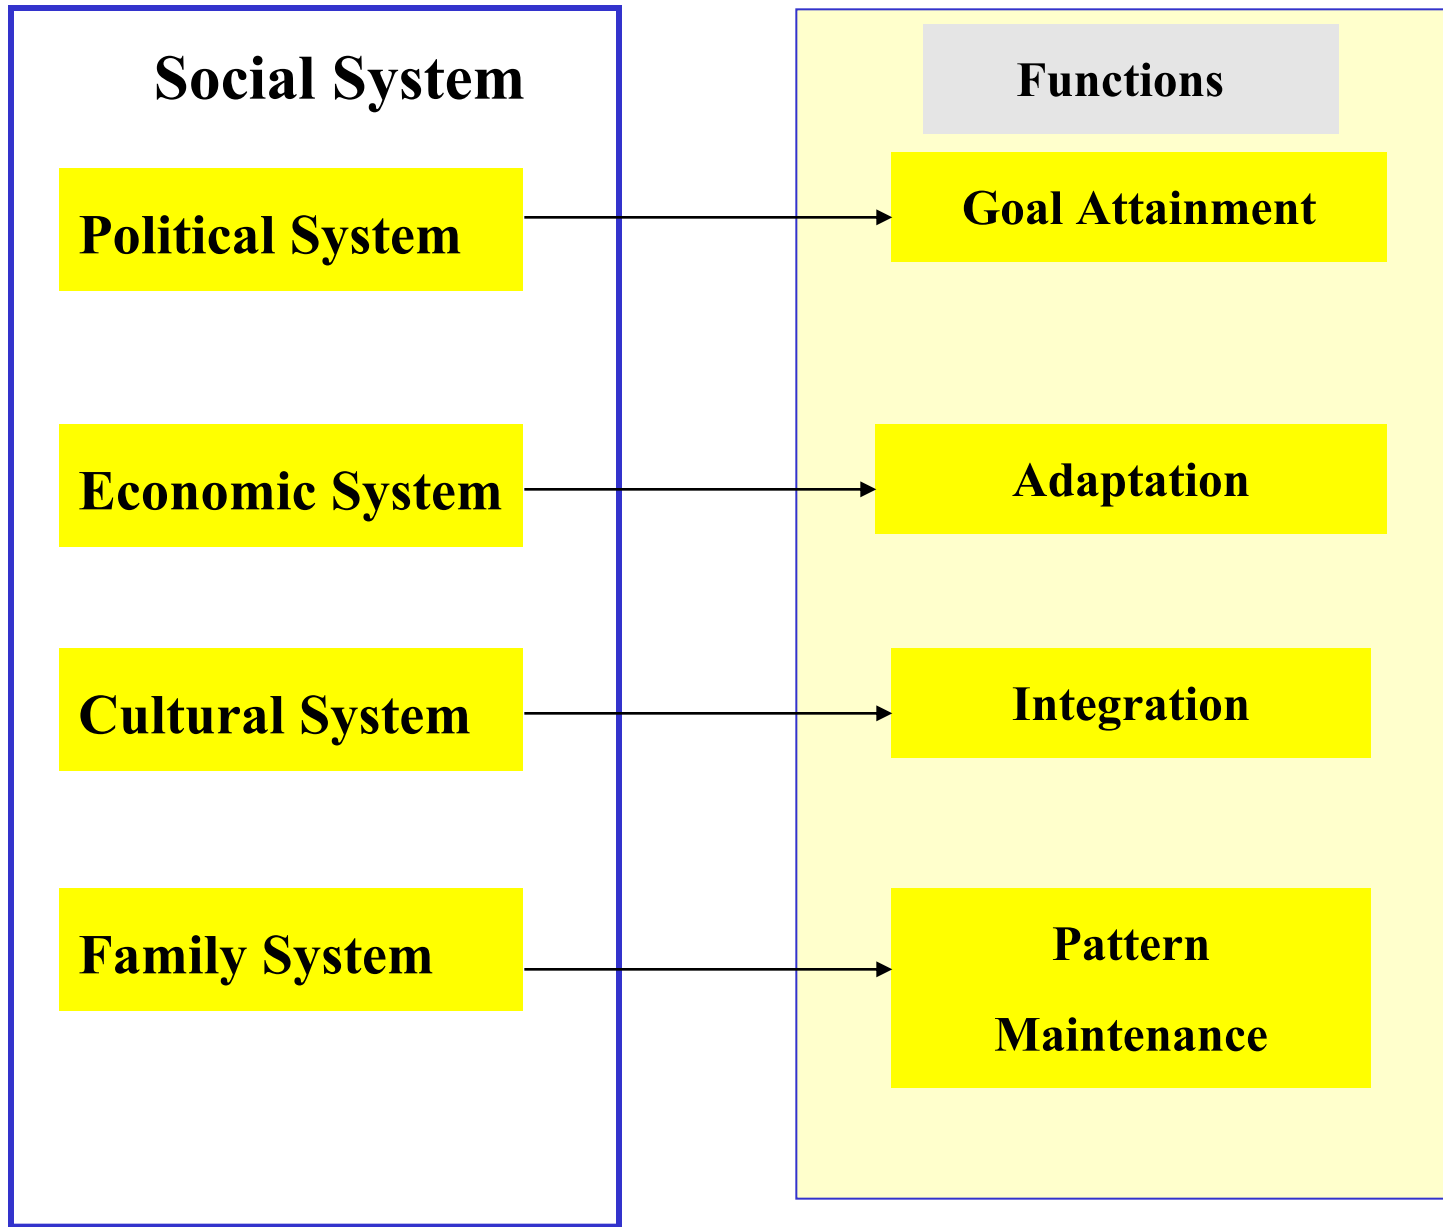 Social System
Functions
Political System
Goal Attainment
Economic System
Adaptation
Cultural System
Integration
Family System
Pattern
Maintenance